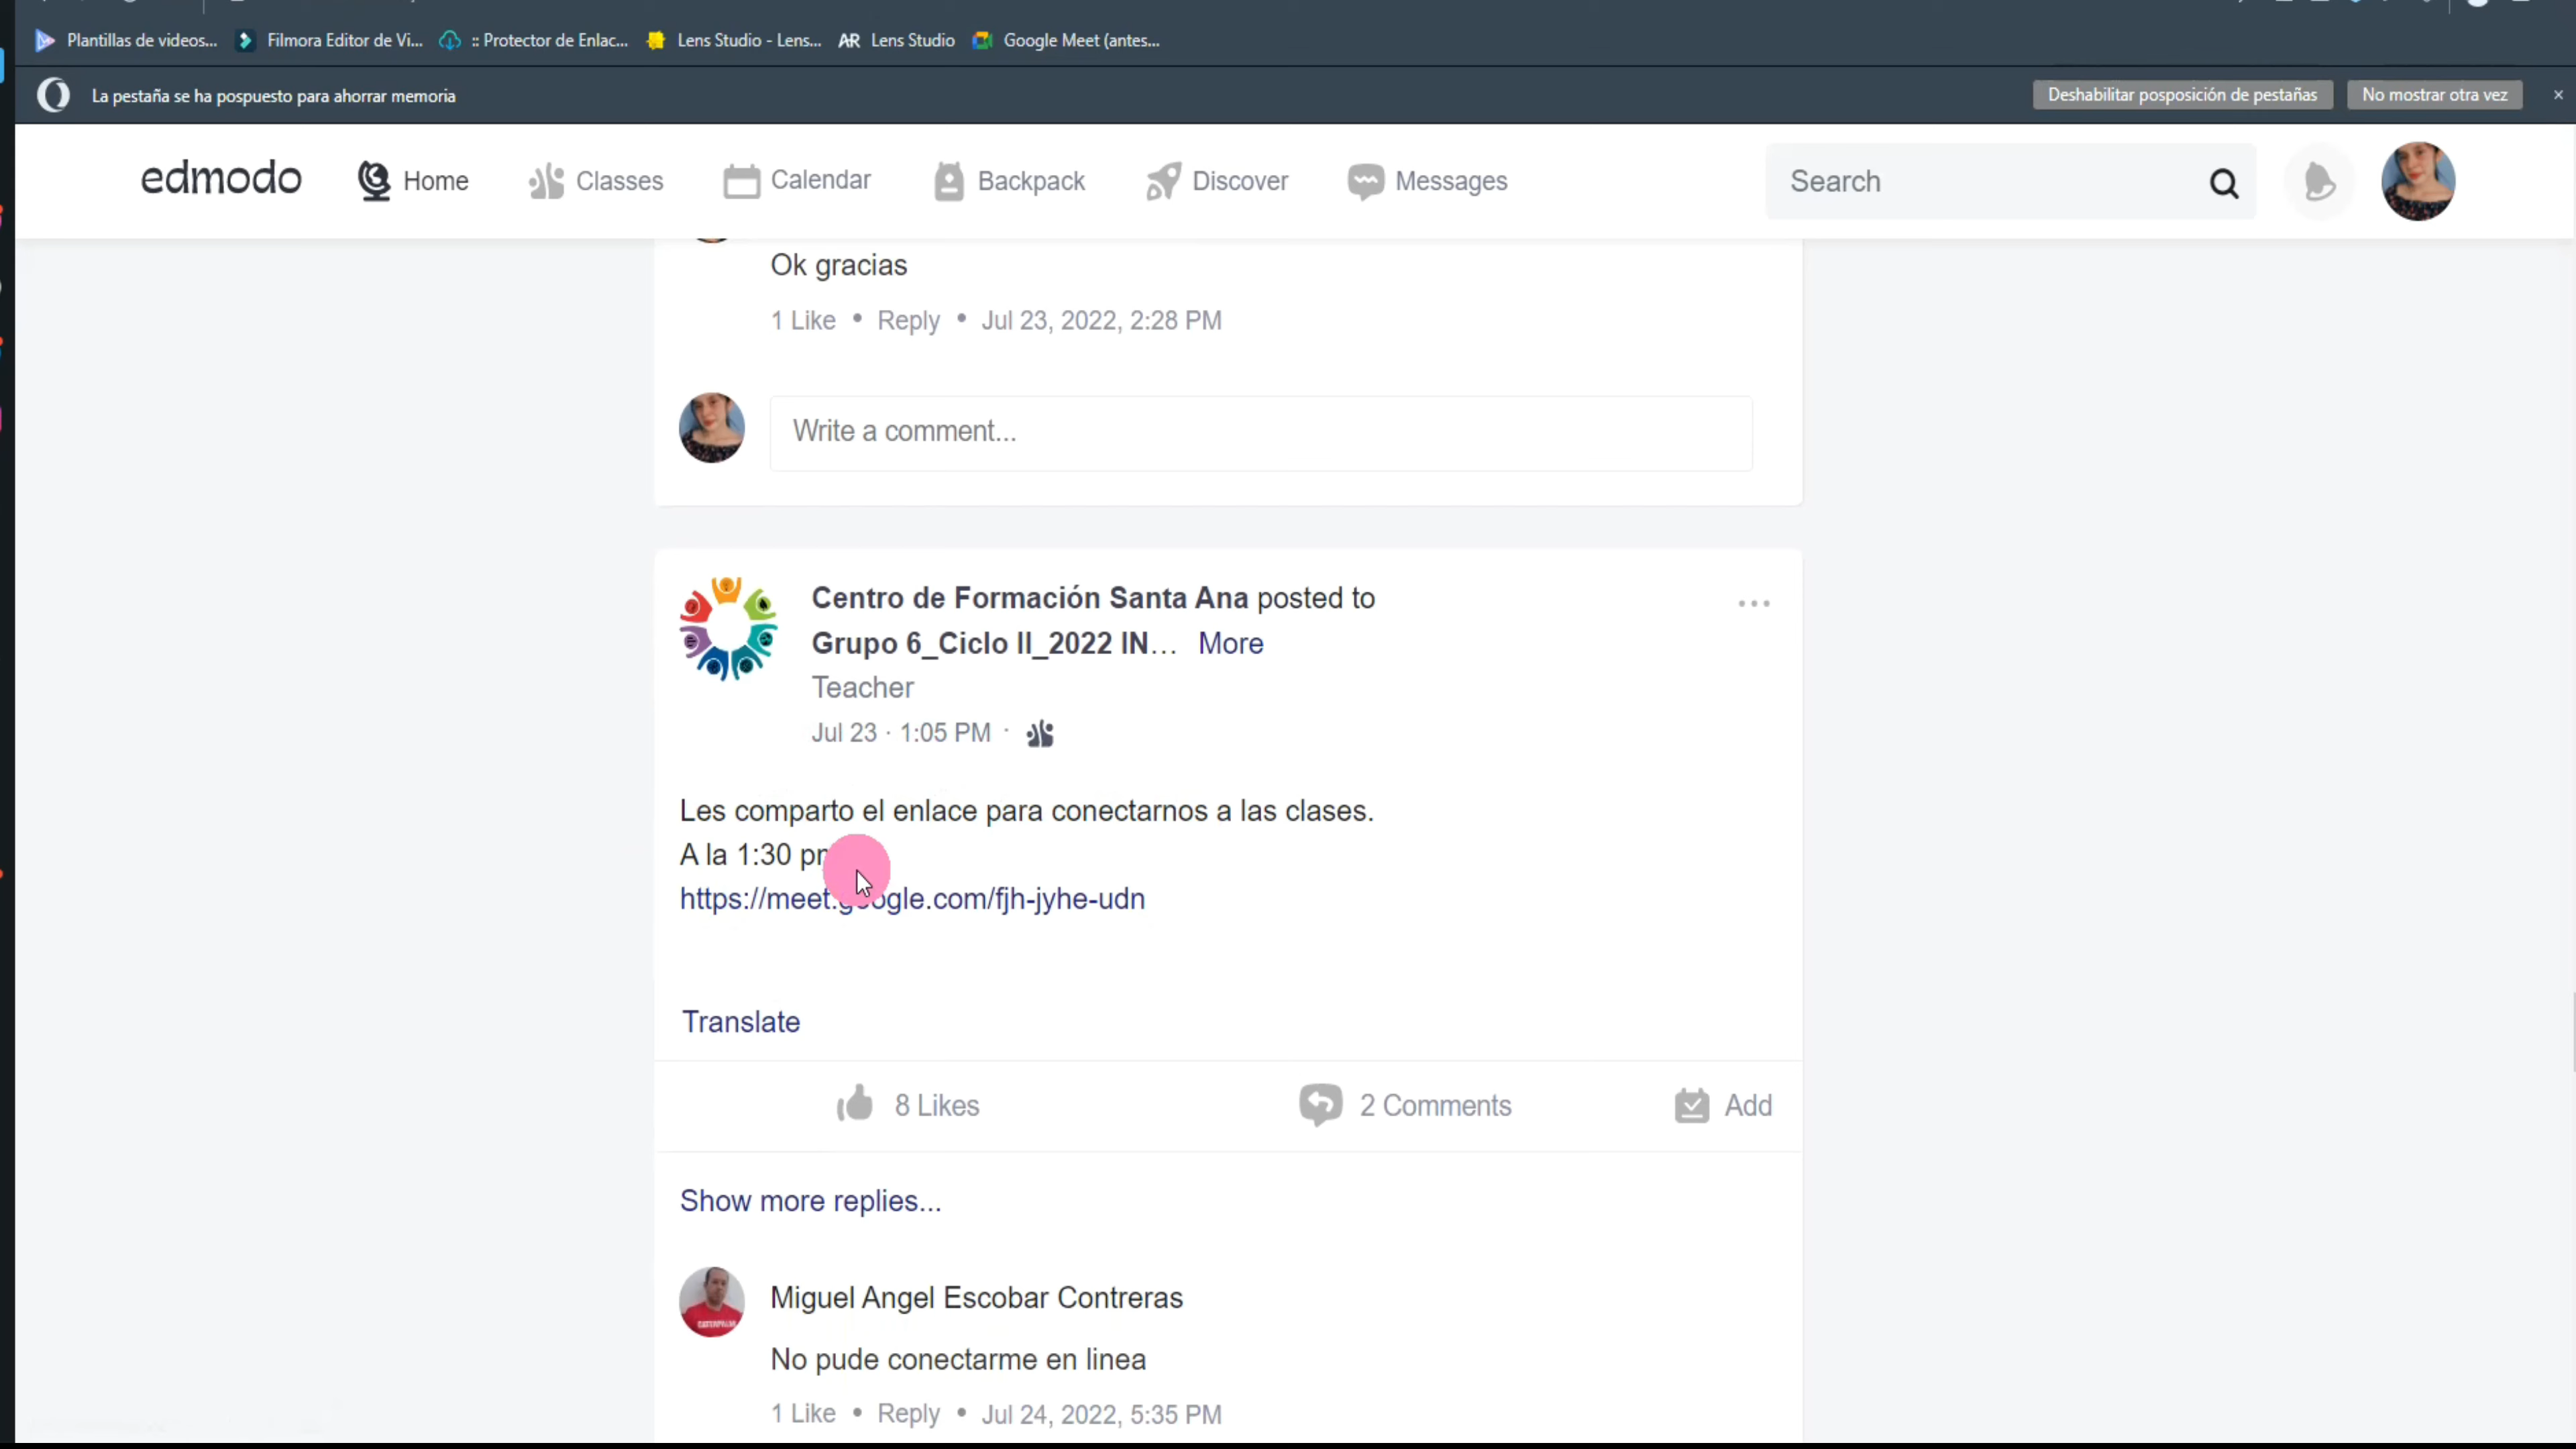 Plantillas de videos... Filmora Editor de Vi... :: Protector de Enlac... Lens Studio - Lens... AR Lens Studio Google Meet (antes...
La pestaña se ha pospuesto para ahorrar memoria Deshabilitar posposición de pestañas No mostrar otra vez ×
edmodo Home Classes Calendar Backpack Discover Messages Search
Ok gracias
1 Like • Reply • Jul 23, 2022, 2:28 PM
Write a comment...
Centro de Formación Santa Ana posted to
Grupo 6_Ciclo II_2022 IN... More
Teacher
Jul 23 · 1:05 PM ·
Les comparto el enlace para conectarnos a las clases.
A la 1:30
https://meet.google.com/fjh-jyhe-udn
Translate
8 Likes 2 Comments Add
Show more replies...
Miguel Angel Escobar Contreras
No pude conectarme en linea
1 Like • Reply • Jul 24, 2022, 5:35 PM